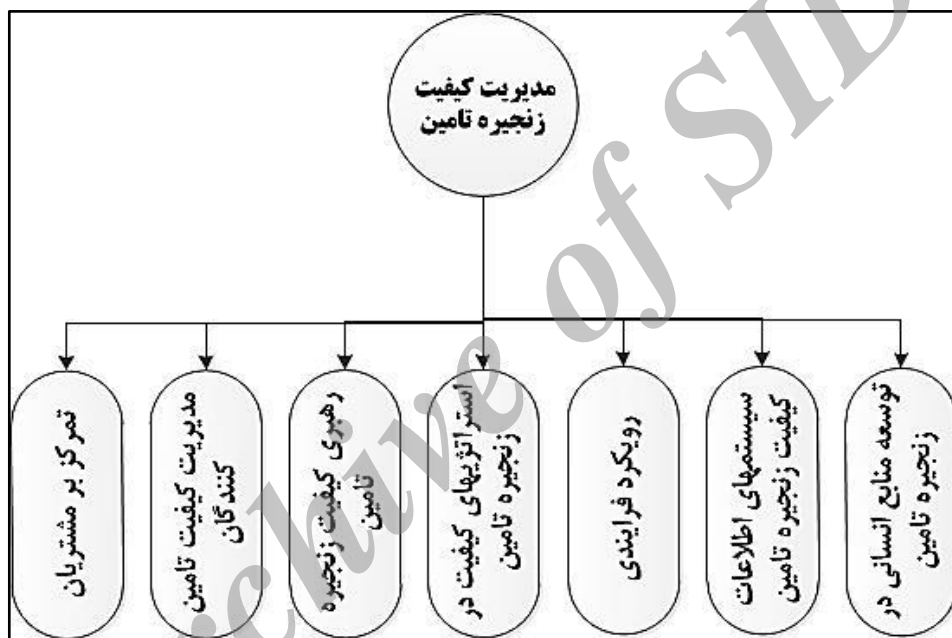 مدیریت کیفیت
زنجیره تامین
توسعه منابع انسانی در
زنجیره تامین
سیستمهای اطلاعات
کیفیت زنجیره تامین
رویکرد فرایندی
استراتژیهای کیفیت در
زنجیره تامین
رهبری کیفیت زنجیره
تامین
مدیریت کیفیت تامین
کنندگان
تمرکز بر مشتریان
Archive of SID